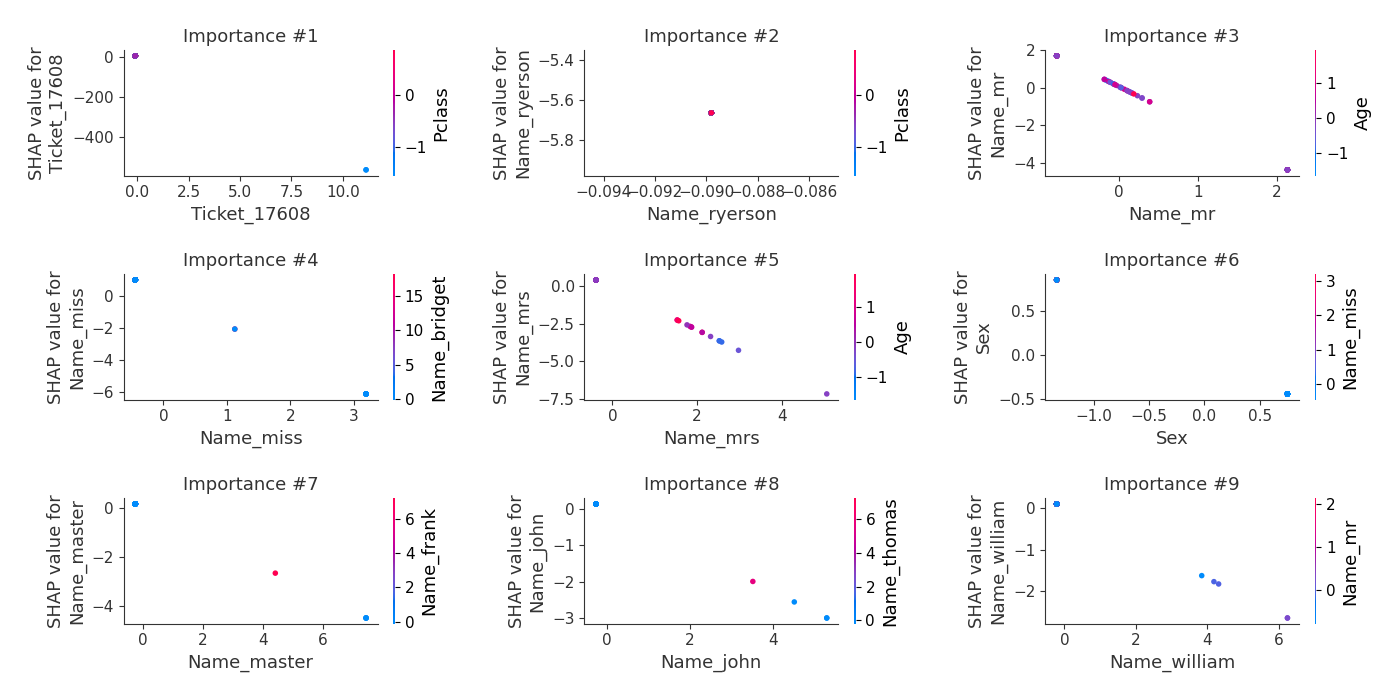 Importance #1
SHAP value for
Ticket_17608
0
−200
−400
0.0
2.5
5.0
7.5
10.0
Ticket_17608
0
−1
Pclass
Importance #2
SHAP value for
Name_ryerson
−5.4
−5.6
−5.8
−0.094
−0.092
−0.090
−0.088
−0.086
Name_ryerson
0
−1
Pclass
Importance #3
SHAP value for
Name_mr
2
0
−2
−4
0
1
2
Name_mr
1
0
−1
Age
Importance #4
SHAP value for
Name_miss
0
−2
−4
−6
0
1
2
3
Name_miss
15
10
5
0
Name_bridget
Importance #5
SHAP value for
Name_mrs
0.0
−2.5
−5.0
−7.5
0
2
4
Name_mrs
1
0
−1
Age
Importance #6
SHAP value for
Sex
0.5
0.0
−0.5
−1.0
−0.5
0.0
0.5
Sex
3
2
1
0
Name_miss
Importance #7
SHAP value for
Name_master
0
−2
−4
0
2
4
6
Name_master
6
4
2
0
Name_frank
Importance #8
SHAP value for
Name_john
0
−1
−2
−3
0
2
4
Name_john
6
4
2
0
Name_thomas
Importance #9
SHAP value for
Name_william
0
−1
−2
0
2
4
6
Name_william
2
1
0
Name_mr